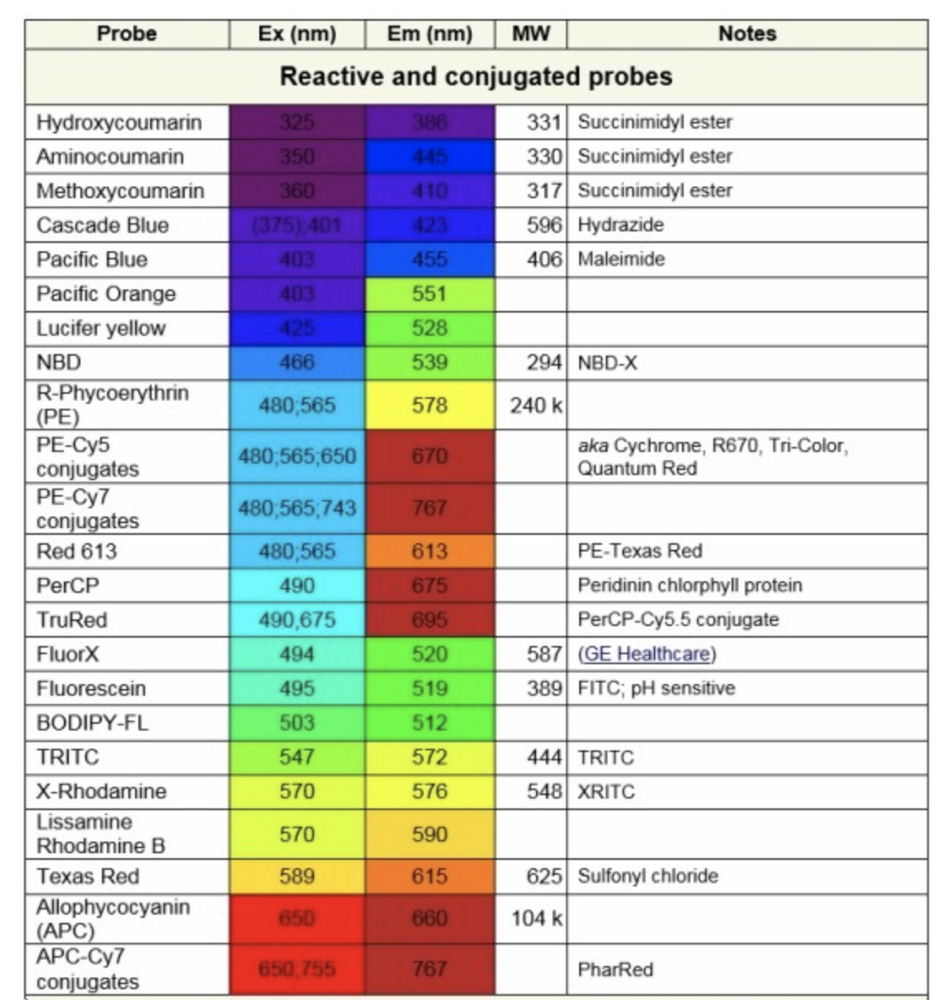 Probe Ex (nm) Em (nm) MW Notes
Reactive and conjugated probes
Hydroxycoumarin 325 386 331 Succinimidyl ester
Aminocoumarin 350 445 330 Succinimidyl ester
Methoxycoumarin 360 410 317 Succinimidyl ester
Cascade Blue (375);401 423 596 Hydrazide
Pacific Blue 403 455 406 Maleimide
Pacific Orange 403 551
Lucifer yellow 425 528
NBD 466 539 294 NBD-X
R-Phycoerythrin
(PE) 480;565 578 240 k
PE-Cy5
conjugates 480;565;650 670 aka Cychrome, R670, Tri-Color,
Quantum Red
PE-Cy7
conjugates 480;565;743 767
Red 613 480;565 613 PE-Texas Red
PerCP 490 675 Peridinin chlorphyll protein
TruRed 490,675 695 PerCP-Cy5.5 conjugate
FluorX 494 520 587 (GE Healthcare)
Fluorescein 495 519 389 FITC; pH sensitive
BODIPY-FL 503 512
TRITC 547 572 444 TRITC
X-Rhodamine 570 576 548 XRITC
Lissamine
Rhodamine B 570 590
Texas Red 589 615 625 Sulfonyl chloride
Allophycocyanin
(APC) 650 660 104 k
APC-Cy7
conjugates 650;755 767 PharRed